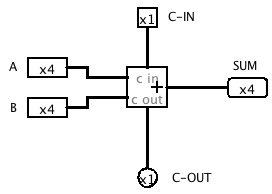 x1 C-IN
A x4
c in
+
SUM
x4
B x4
c out
x1 C-OUT